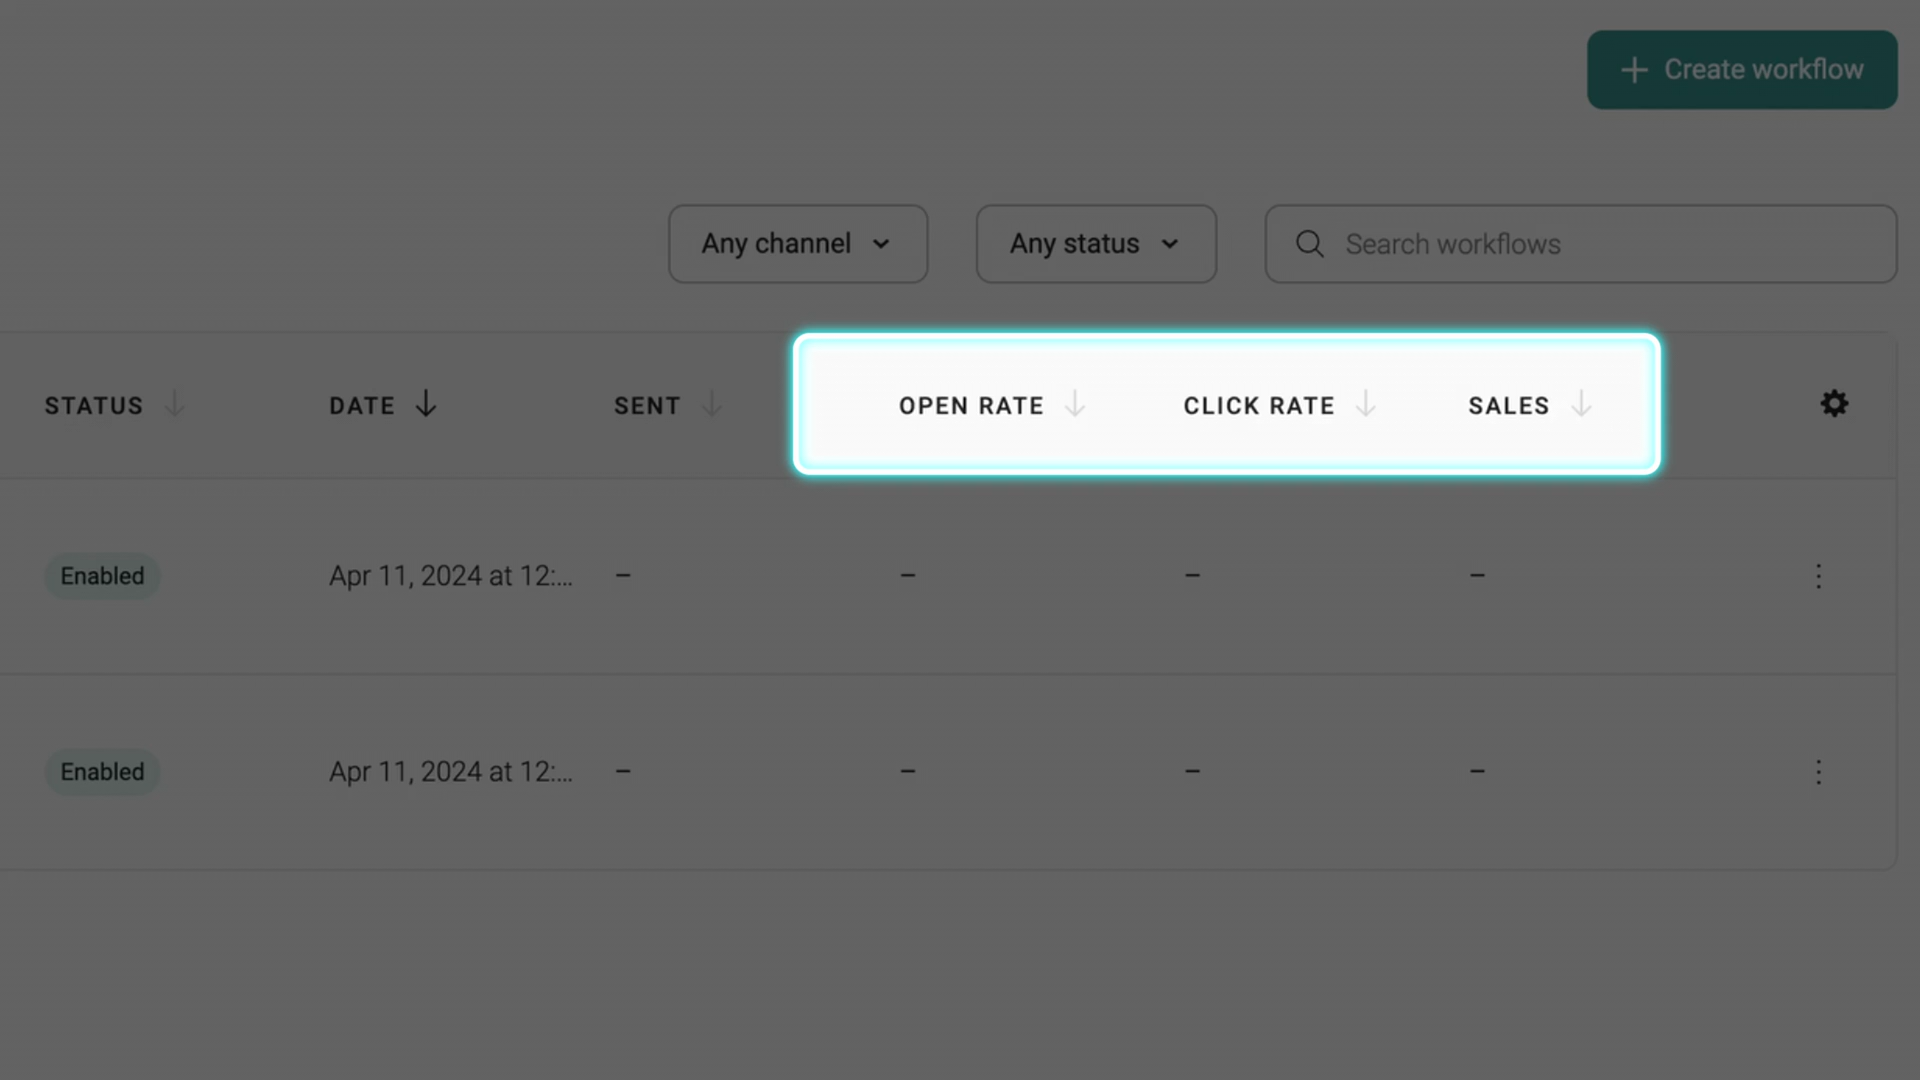 Create workflow
Any channel Any status Search workflows
STATUS DATE SENT OPEN RATE CLICK RATE SALES
Enabled Apr 11, 2024 at 12:... – – – –
Enabled Apr 11, 2024 at 12:... – – – –